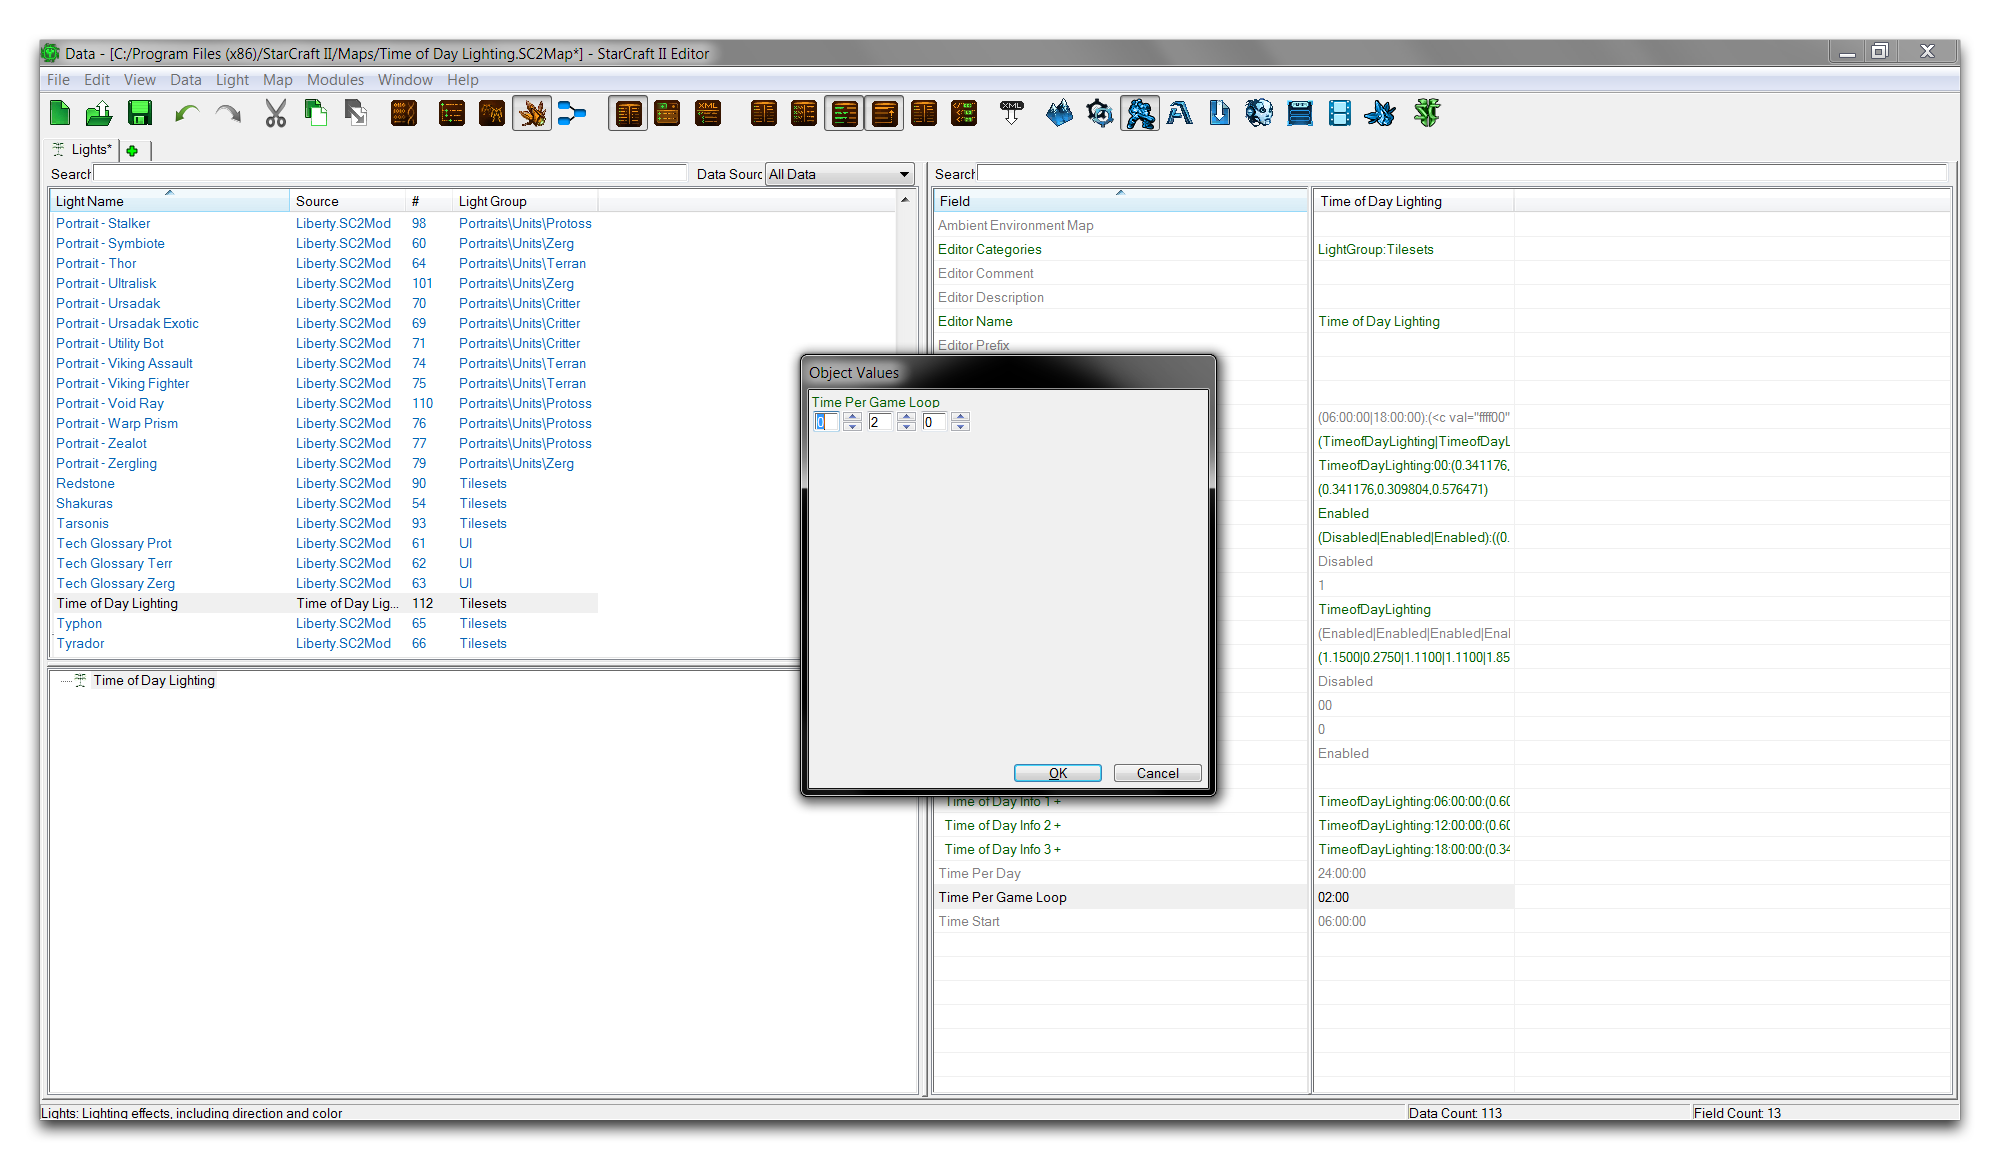 Data - [C:/Program Files (x86)/StarCraft II/Maps/Time of Day Lighting.SC2Map*] - StarCraft II Editor
File Edit View Data Light Map Modules Window Help
XML
XML
Lights*
Search Data Sourc All Data
Light Name Source # Light Group
Portrait - Stalker Liberty.SC2Mod 98 Portraits\Units\Protoss
Portrait - Symbiote Liberty.SC2Mod 60 Portraits\Units\Zerg
Portrait - Thor Liberty.SC2Mod 64 Portraits\Units\Terran
Portrait - Ultralisk Liberty.SC2Mod 101 Portraits\Units\Zerg
Portrait - Ursadak Liberty.SC2Mod 70 Portraits\Units\Critter
Portrait - Ursadak Exotic Liberty.SC2Mod 69 Portraits\Units\Critter
Portrait - Utility Bot Liberty.SC2Mod 71 Portraits\Units\Critter
Portrait - Viking Assault Liberty.SC2Mod 74 Portraits\Units\Terran
Portrait - Viking Fighter Liberty.SC2Mod 75 Portraits\Units\Terran
Portrait - Void Ray Liberty.SC2Mod 110 Portraits\Units\Protoss
Portrait - Warp Prism Liberty.SC2Mod 76 Portraits\Units\Protoss
Portrait - Zealot Liberty.SC2Mod 77 Portraits\Units\Protoss
Portrait - Zergling Liberty.SC2Mod 79 Portraits\Units\Zerg
Redstone Liberty.SC2Mod 90 Tilesets
Shakuras Liberty.SC2Mod 54 Tilesets
Tarsonis Liberty.SC2Mod 93 Tilesets
Tech Glossary Prot Liberty.SC2Mod 61 UI
Tech Glossary Terr Liberty.SC2Mod 62 UI
Tech Glossary Zerg Liberty.SC2Mod 63 UI
Time of Day Lighting Time of Day Lig... 112 Tilesets
Typhon Liberty.SC2Mod 65 Tilesets
Tyrador Liberty.SC2Mod 66 Tilesets
Time of Day Lighting
Search
Field Time of Day Lighting
Ambient Environment Map
Editor Categories LightGroup:Tilesets
Editor Comment
Editor Description
Editor Name Time of Day Lighting
Editor Prefix
(06:00:00|18:00:00):(<c val="ffff00"
(TimeofDayLighting|TimeofDayL
TimeofDayLighting:00:(0.341176,
(0.341176,0.309804,0.576471)
Enabled
(Disabled|Enabled|Enabled):((0.
Disabled
1
TimeofDayLighting
(Enabled|Enabled|Enabled|Enal
(1.1500|0.2750|1.1100|1.1100|1.85
Disabled
00
0
Enabled
Time of Day Info 1 + TimeofDayLighting:06:00:00:(0.60
Time of Day Info 2 + TimeofDayLighting:12:00:00:(0.60
Time of Day Info 3 + TimeofDayLighting:18:00:00:(0.34
Time Per Day 24:00:00
Time Per Game Loop 02:00
Time Start 06:00:00
Object Values
Time Per Game Loop
0 2 0
OK Cancel
Lights: Lighting effects, including direction and color
Data Count: 113
Field Count: 13